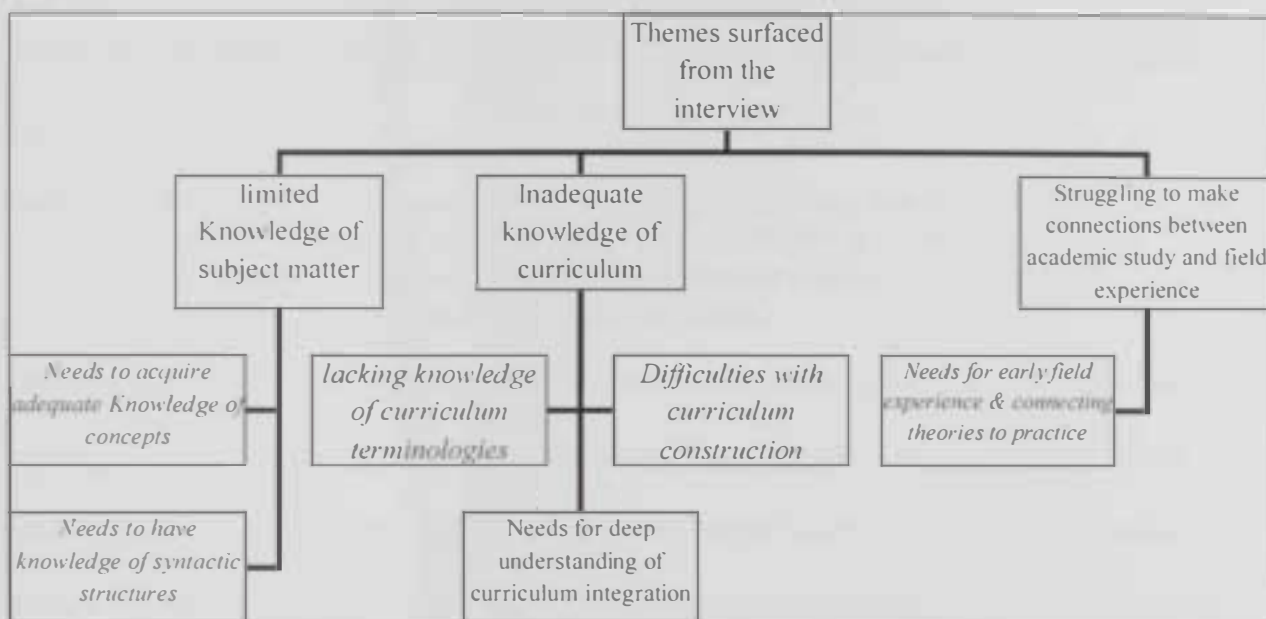 Themes surfaced
from the
interview
limited
Knowledge of
subject matter
Inadequate
knowledge of
curriculum
Struggling to make
connections between
academic study and field
experience
Needs to acquire
adequate Knowledge of
concepts
lacking knowledge
of curriculum
terminologies
Difficulties with
curriculum
construction
Needs for early field
experience & connecting
theories to practice
Needs to have
knowledge of syntactic
structures
Needs for deep
understanding of
curriculum integration